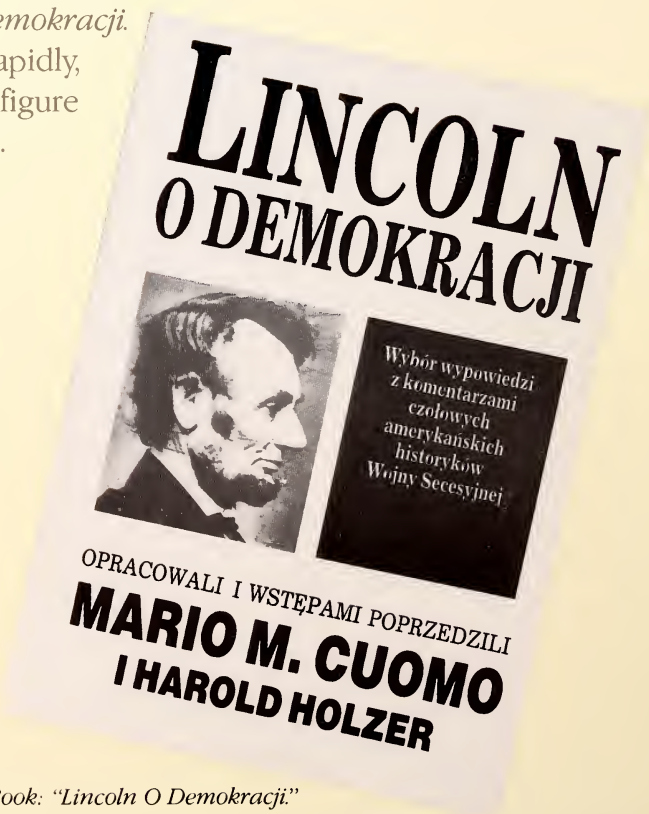 emokracji.
apidly,
figure
.
LINCOLN
O DEMOKRACJI
Wybór wypowiedzi
z komentarzami
czołowych
amerykańskich
historyków
Wojny Secesyjnej
OPRACOWALI I WSTĘPAMI POPRZEDZILI
MARIO M. CUOMO
I HAROLD HOLZER
ook: “Lincoln O Demokracji.”